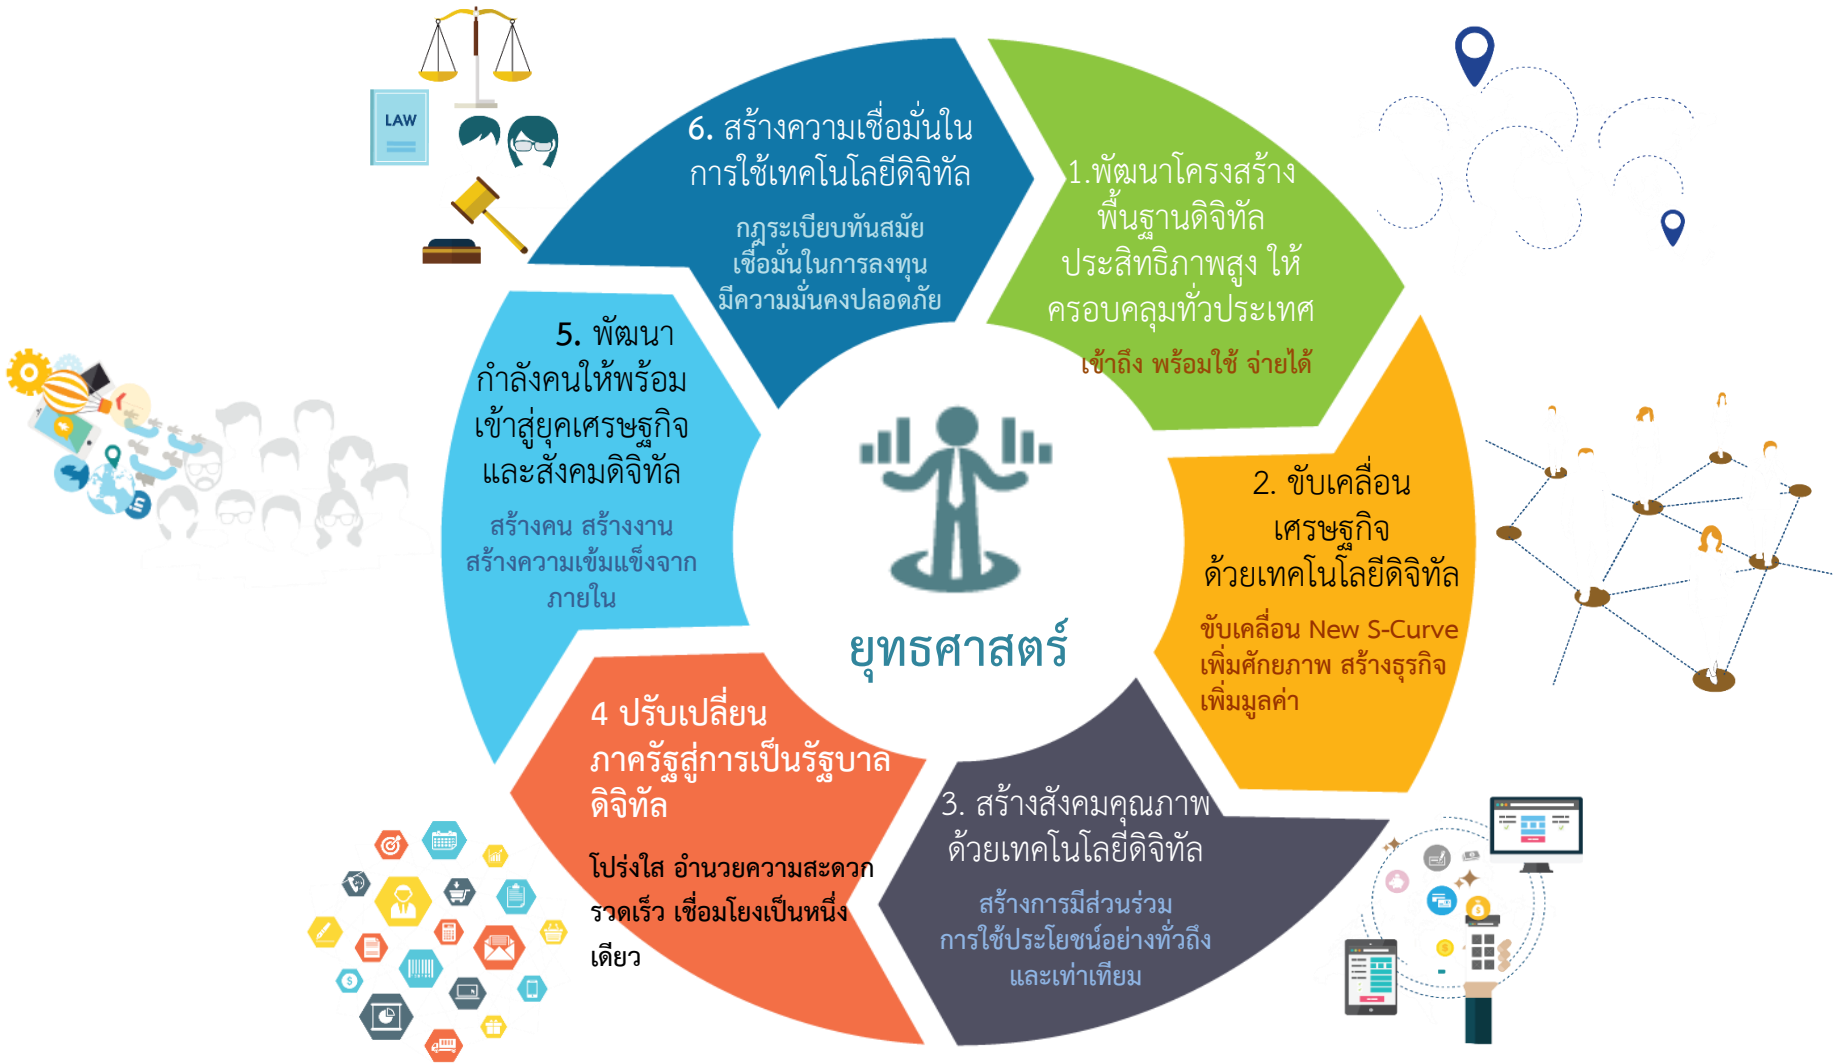 LAW
6. สร้างความเชื่อมั่นใน
การใช้เทคโนโลยีดิจิทัล
กฎระเบียบทันสมัย
เชื่อมั่นในการลงทุน
มีความมั่นคงปลอดภัย
1.พัฒนาโครงสร้าง
พื้นฐานดิจิทัล
ประสิทธิภาพสูง ให้
ครอบคลุมทั่วประเทศ
เข้าถึง พร้อมใช้ จ่ายได้
5. พัฒนา
กำลังคนให้พร้อม
เข้าสู่ยุคเศรษฐกิจ
และสังคมดิจิทัล
สร้างคน สร้างงาน
สร้างความเข้มแข็งจาก
ภายใน
in
2. ขับเคลื่อน
เศรษฐกิจ
ด้วยเทคโนโลยีดิจิทัล
ขับเคลื่อน New S-Curve
เพิ่มศักยภาพ สร้างธุรกิจ
เพิ่มมูลค่า
ยุทธศาสตร์
4 ปรับเปลี่ยน
ภาครัฐสู่การเป็นรัฐบาล
ดิจิทัล
โปร่งใส อำนวยความสะดวก
รวดเร็ว เชื่อมโยงเป็นหนึ่ง
เดียว
3. สร้างสังคมคุณภาพ
ด้วยเทคโนโลยีดิจิทัล
สร้างการมีส่วนร่วม
การใช้ประโยชน์อย่างทั่วถึง
และเท่าเทียม